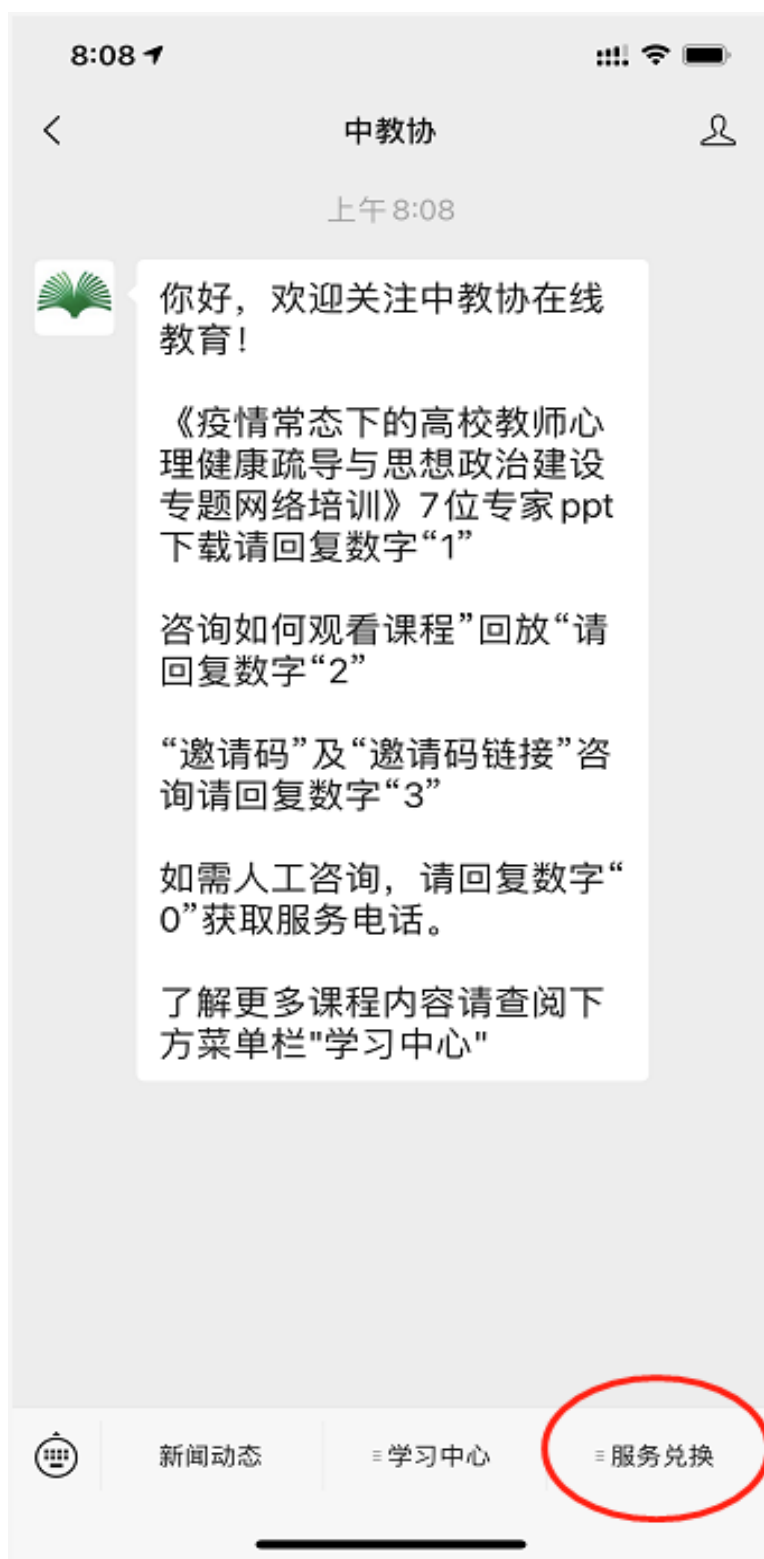 8:08
中教协
上午8:08
你好，欢迎关注中教协在线
教育！
《疫情常态下的高校教师心
理健康疏导与思想政治建设
专题网络培训》7位专家ppt
下载请回复数字“1”
咨询如何观看课程”回放“请
回复数字“2”
“邀请码”及“邀请码链接”咨
询请回复数字“3”
如需人工咨询，请回复数字“
0”获取服务电话。
了解更多课程内容请查阅下
方菜单栏"学习中心"
新闻动态 学习中心 服务兑换